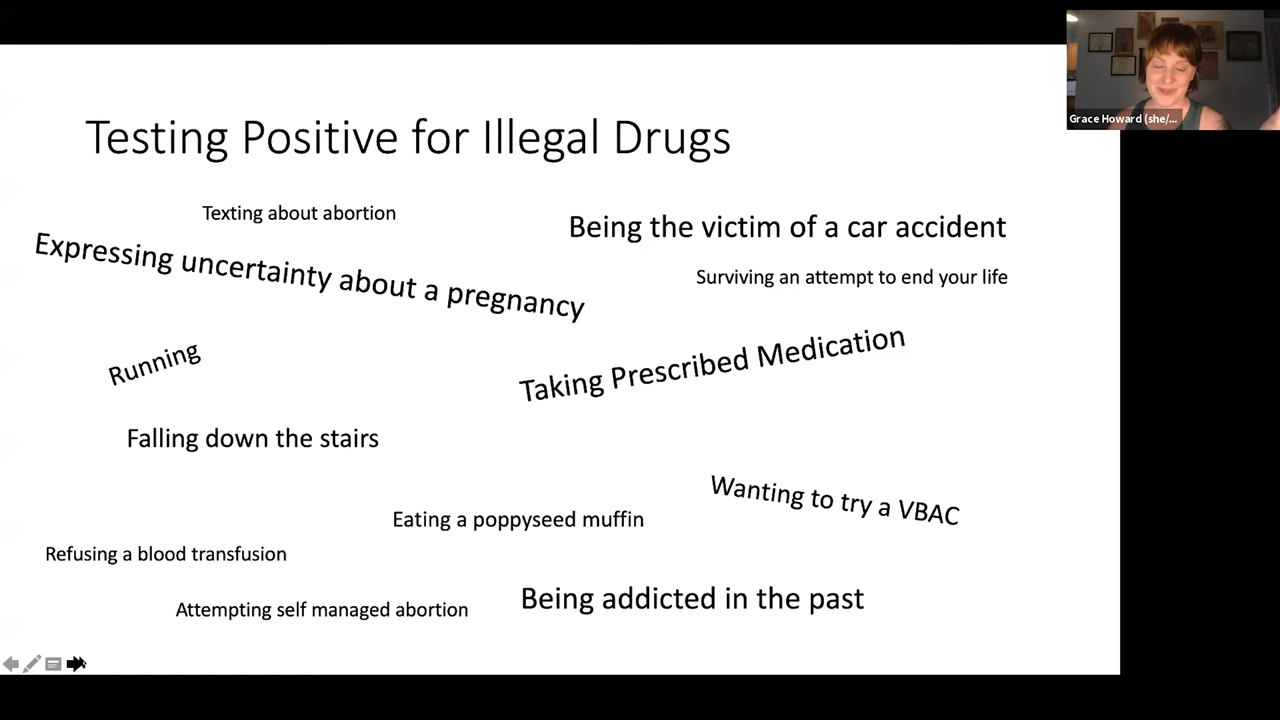 Grace Howard (she/...
Testing Positive for Illegal Drugs
Texting about abortion
Being the victim of a car accident
Expressing uncertainty about a pregnancy
Surviving an attempt to end your life
Running
Taking Prescribed Medication
Falling down the stairs
Wanting to try a VBAC
Eating a poppyseed muffin
Refusing a blood transfusion
Being addicted in the past
Attempting self managed abortion